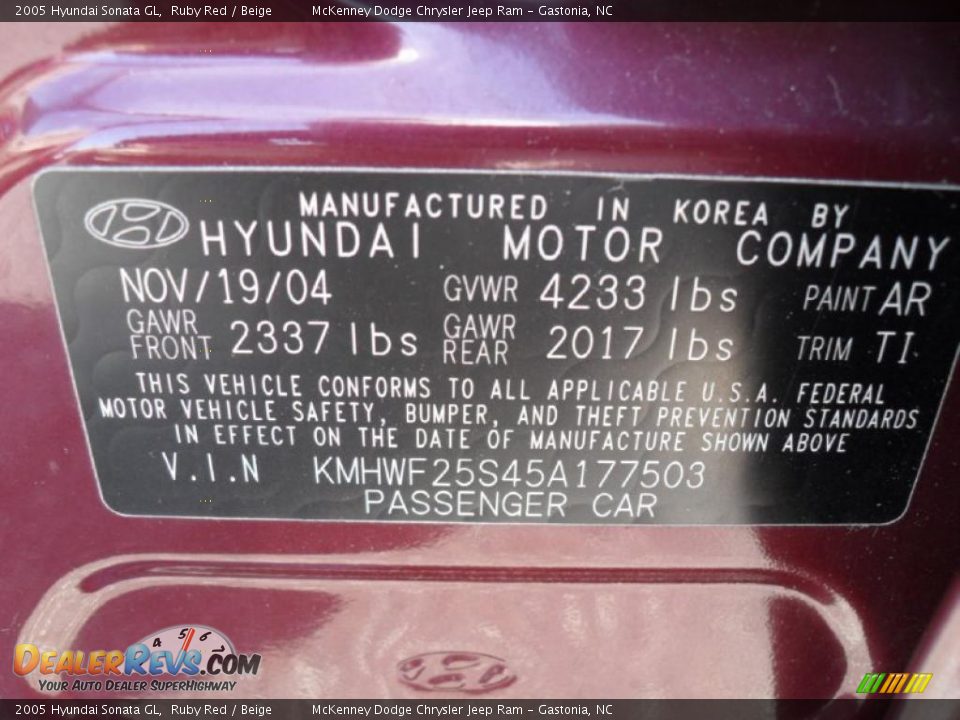 2005 Hyundai Sonata GL, Ruby Red / Beige McKenney Dodge Chrysler Jeep Ram - Gastonia, NC
MANUFACTURED IN KOREA BY
HYUNDAI MOTOR COMPANY
NOV/19/04 GVWR 4233 lbs PAINT AR
GAWR FRONT 2337 lbs GAWR REAR 2017 lbs TRIM TI
THIS VEHICLE CONFORMS TO ALL APPLICABLE U.S.A. FEDERAL
MOTOR VEHICLE SAFETY, BUMPER, AND THEFT PREVENTION STANDARDS
IN EFFECT ON THE DATE OF MANUFACTURE SHOWN ABOVE
V.I.N KMHWF25S45A177503
PASSENGER CAR
4 5 6
DEALERREVS.COM
YOUR AUTO DEALER SUPERHIGHWAY
2005 Hyundai Sonata GL, Ruby Red / Beige McKenney Dodge Chrysler Jeep Ram - Gastonia, NC